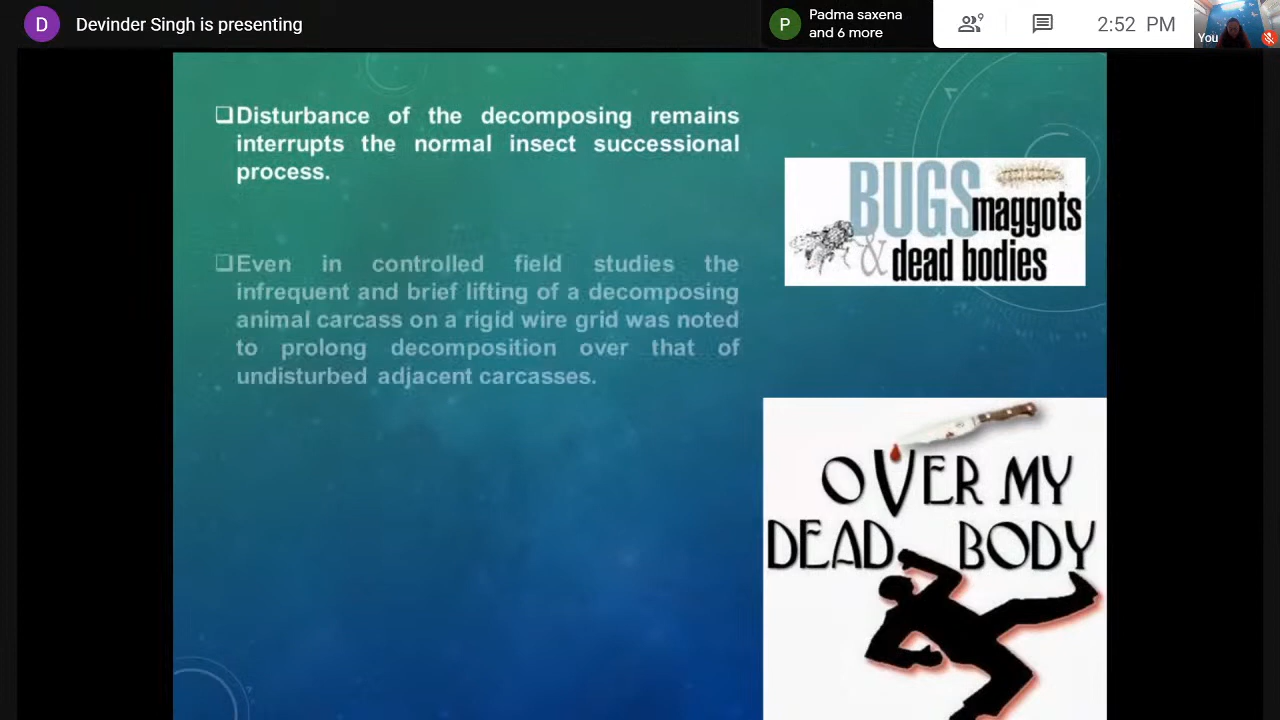 D Devinder Singh is presenting
P Padma saxena
and 6 more
9
2:52 PM
You
Disturbance of the decomposing remains
interrupts the normal insect successional
process.
Even in controlled field studies the
infrequent and brief lifting of a decomposing
animal carcass on a rigid wire grid was noted
to prolong decomposition over that of
undisturbed adjacent carcasses.
BUGS
maggots
& dead bodies
OVER MY
DEAD BODY